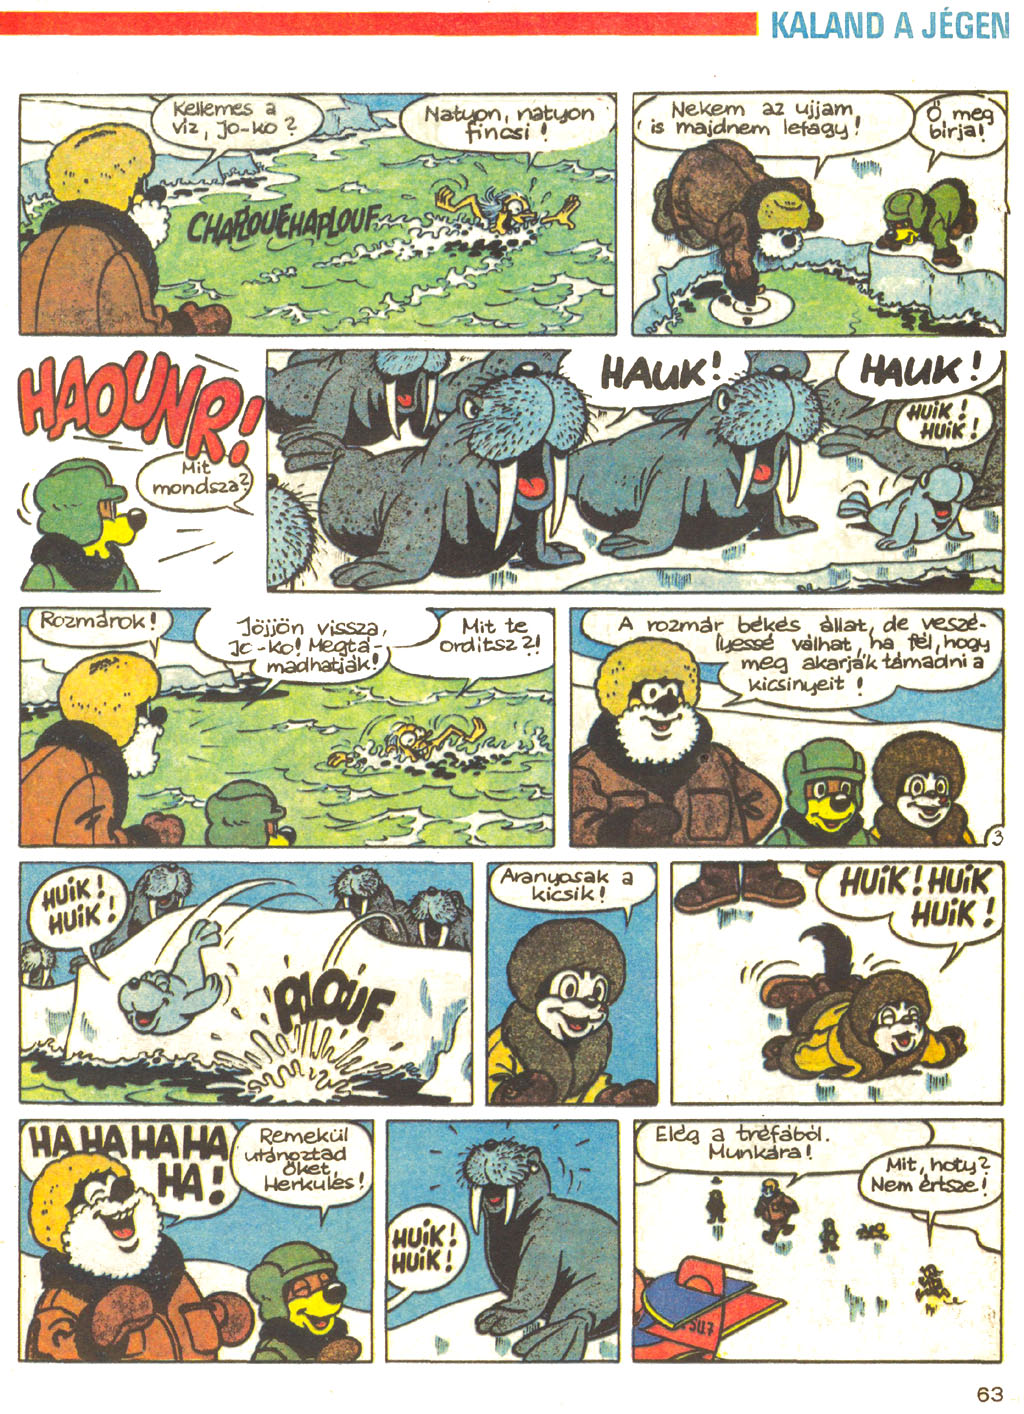 KALAND A JÉGEN
Kellemes a
víz, Jo-ko?
Natyon, natyon
fincsi!
CHAPLOUFCHAPLOUF
Nekem az ujjam
is majdnem lefagy!
Ő meg
bírja!
HAOUNR!
Mit
mondsza?
HAUK!
HAUK!
HUIK!
HUIK!
Rozmárok!
Jöjjön vissza,
Jo-ko! Megtá-
madhatják!
Mit te
ordítsz?!
A rozmár békés állat, de veszé-
lyessé válhat, ha fél, hogy
meg akarják támadni a
kicsinyeit!
3
HUIK!
HUIK!
PLOUF
Aranyosak a
kicsik!
HUIK! HUIK
HUIK!
HA HA HA HA
HA!
Remekül
utánoztad
őket,
Herkules!
HUIK!
HUIK!
Elég a tréfából.
Munkára!
Mit, hoty?
Nem értsze!
SU.7
63